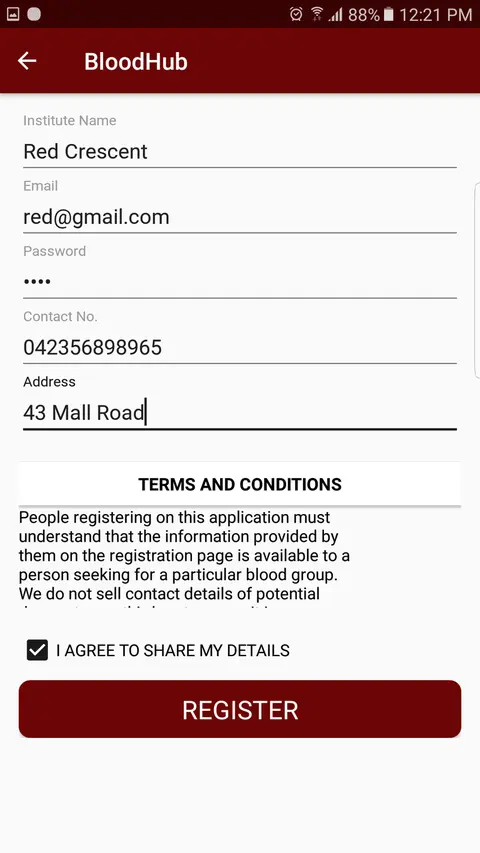 88% 12:21 PM
BloodHub
Institute Name
Red Crescent
Email
red@gmail.com
Password
••••
Contact No.
042356898965
Address
43 Mall Road
TERMS AND CONDITIONS
People registering on this application must
understand that the information provided by
them on the registration page is available to a
person seeking for a particular blood group.
We do not sell contact details of potential
I AGREE TO SHARE MY DETAILS
REGISTER